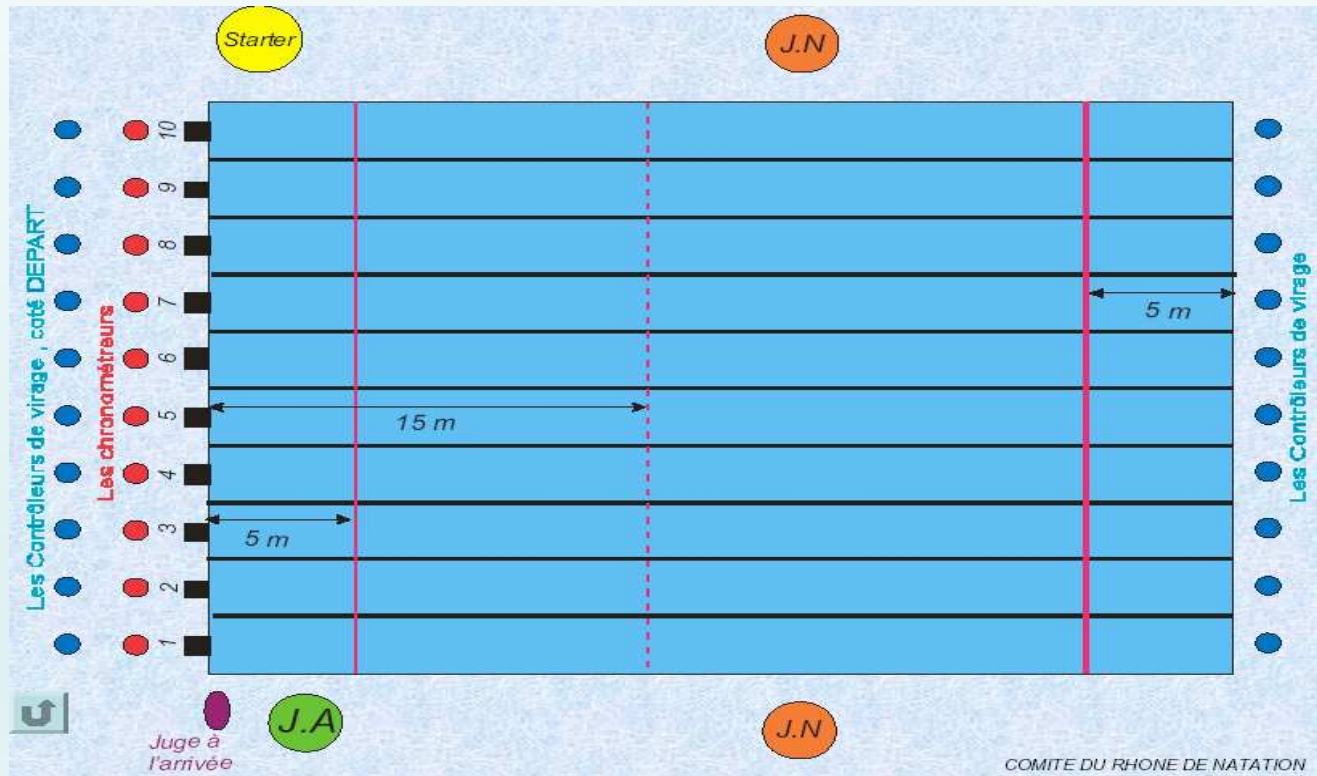 Starter
J.N
Les Contrôleurs de virage , coté DEPART
Les chronométreurs
10
9
8
7
6
5
4
3
2
1
5 m
15 m
5 m
Les Contrôleurs de virage
Juge à
l'arrivée
J.A
J.N
COMITE DU RHONE DE NATATION